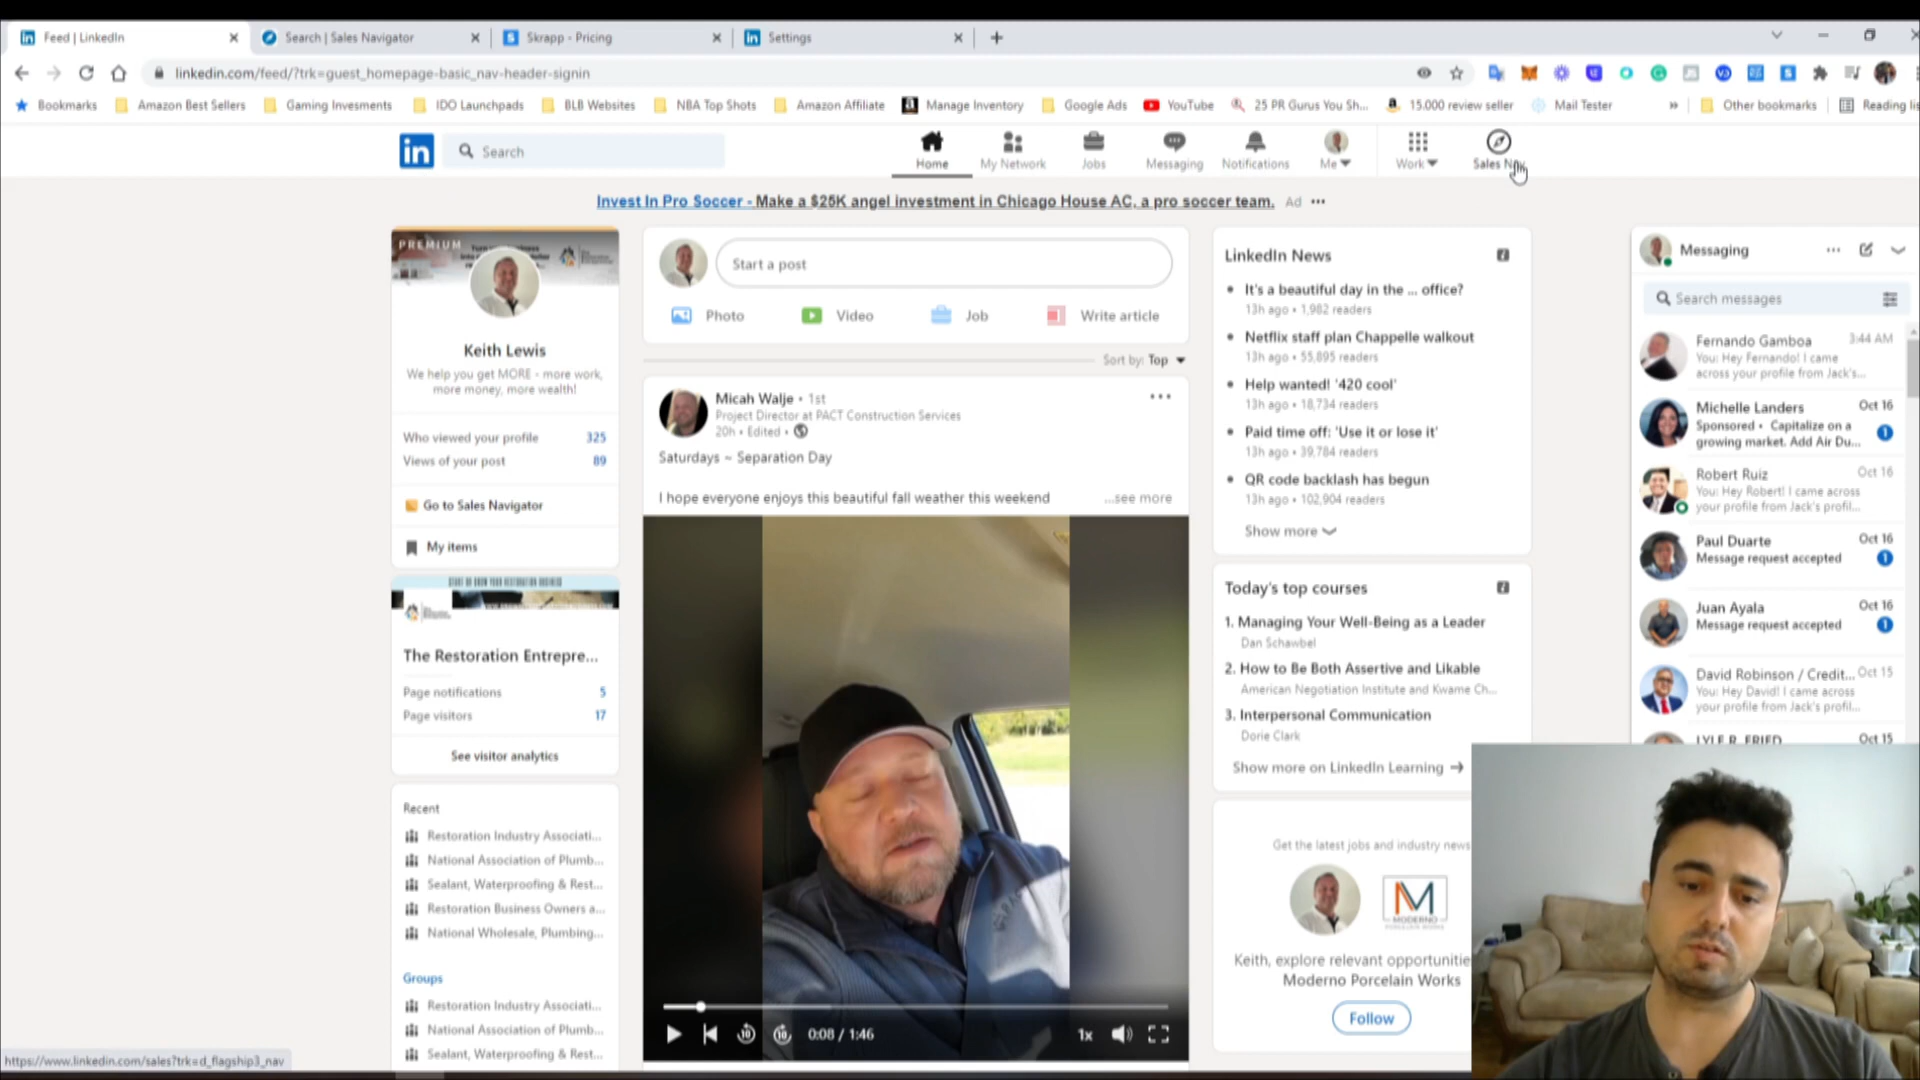 Feed | LinkedIn
Search | Sales Navigator
Skrapp - Pricing
Settings
linkedin.com/feed/?trk=guest_homepage-basic_nav-header-signin
Bookmarks
Amazon Best Sellers
Gaming Invesments
IDO Launchpads
BLB Websites
NBA Top Shots
Amazon Affiliate
Manage Inventory
Google Ads
YouTube
25 PR Gurus You Sh...
15.000 review seller
Mail Tester
Other bookmarks
Reading lis
in
Search
Home
My Network
Jobs
Messaging
Notifications
Me
Work
Sales Nav
Invest In Pro Soccer - Make a $25K angel investment in Chicago House AC, a pro soccer team.
Ad
PREMIUM
Keith Lewis
We help you get MORE - more work,
more money, more wealth!
Who viewed your profile 325
Views of your post 89
Go to Sales Navigator
My items
START OR GROW YOUR RESTORATION BUSINESS
The Restoration Entrepre...
Page notifications 5
Page visitors 17
See visitor analytics
Recent
Restoration Industry Associati...
National Association of Plumb...
Sealant, Waterproofing & Rest...
Restoration Business Owners a...
National Wholesale, Plumbing...
Groups
Restoration Industry Associati...
National Association of Plumb...
Sealant, Waterproofing & Rest...
https://www.linkedin.com/sales?trk=d_flagship3_nav
Start a post
Photo
Video
Job
Write article
Sort by: Top
Micah Walje • 1st
Project Director at PACT Construction Services
20h • Edited •
Saturdays ~ Separation Day
I hope everyone enjoys this beautiful fall weather this weekend
...see more
10
10
0:08 / 1:46
1x
LinkedIn News
It's a beautiful day in the ... office?
13h ago • 1,982 readers
Netflix staff plan Chappelle walkout
13h ago • 55,895 readers
Help wanted! '420 cool'
13h ago • 18,734 readers
Paid time off: 'Use it or lose it'
13h ago • 39,784 readers
QR code backlash has begun
13h ago • 102,904 readers
Show more
Today's top courses
1. Managing Your Well-Being as a Leader
Dan Schawbel
2. How to Be Both Assertive and Likable
American Negotiation Institute and Kwame Ch...
3. Interpersonal Communication
Dorie Clark
Show more on LinkedIn Learning
Get the latest jobs and industry news
M
MODERNO
Keith, explore relevant opportunitie
Moderno Porcelain Works
Follow
Messaging
Search messages
Fernando Gamboa 3:44 AM
You: Hey Fernando! I came
across your profile from Jack's...
Michelle Landers Oct 16
Sponsored • Capitalize on a
growing market. Add Air Du... 1
Robert Ruiz Oct 16
You: Hey Robert! I came across
your profile from Jack's profil...
Paul Duarte Oct 16
Message request accepted 1
Juan Ayala Oct 16
Message request accepted 1
David Robinson / Credit... Oct 15
You: Hey David! I came across
your profile from Jack's profil...
LYLE R. FRIED Oct 15